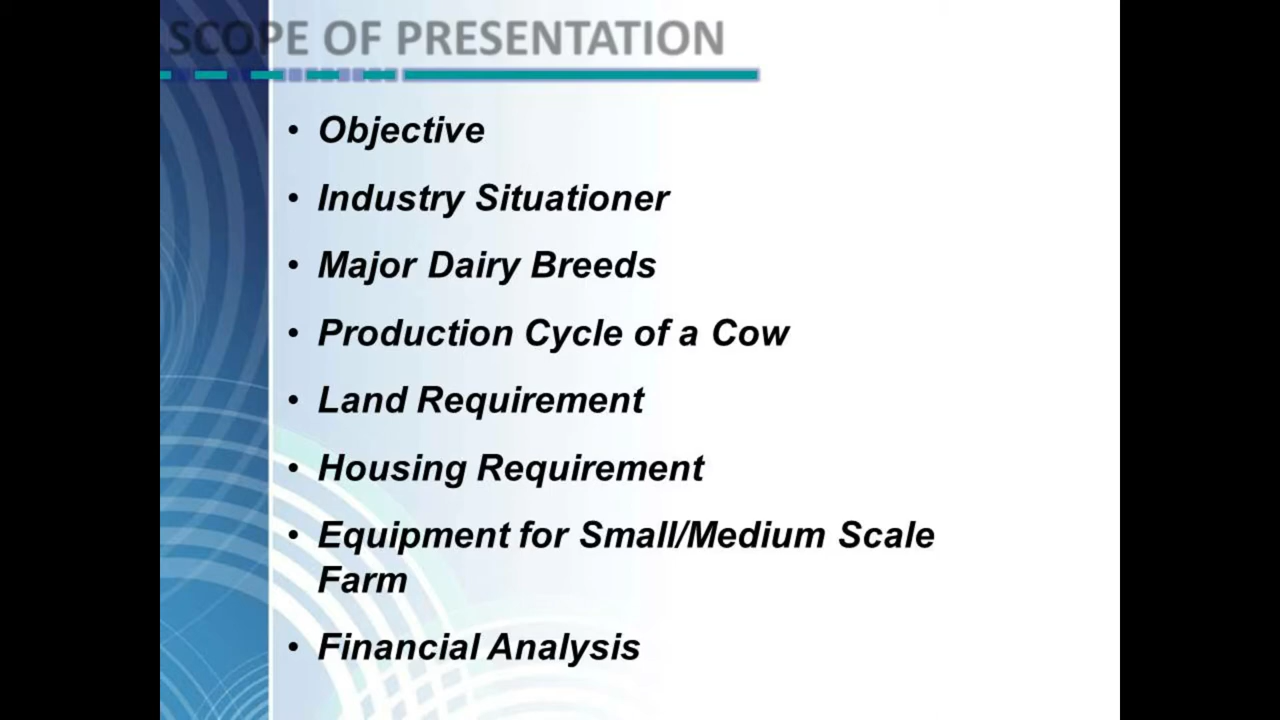 SCOPE OF PRESENTATION
• Objective
• Industry Situationer
• Major Dairy Breeds
• Production Cycle of a Cow
• Land Requirement
• Housing Requirement
• Equipment for Small/Medium Scale
Farm
• Financial Analysis